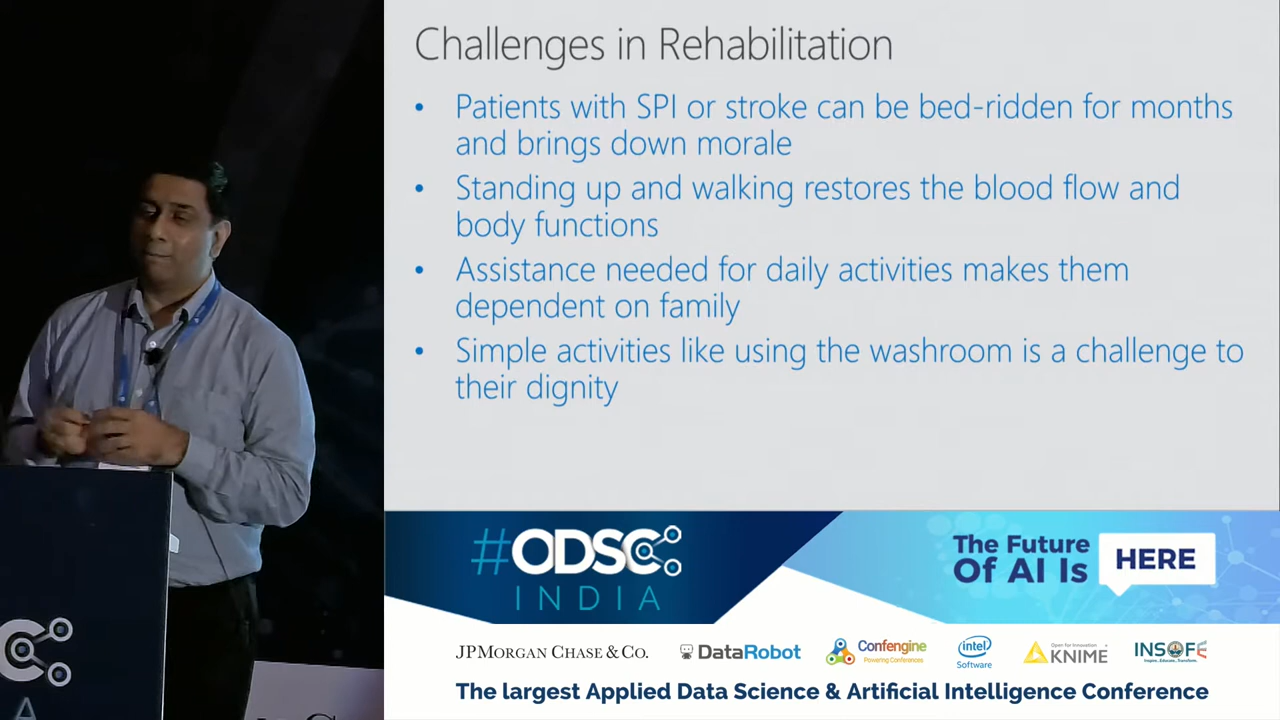 Challenges in Rehabilitation
• Patients with SPI or stroke can be bed-ridden for months
and brings down morale
• Standing up and walking restores the blood flow and
body functions
• Assistance needed for daily activities makes them
dependent on family
• Simple activities like using the washroom is a challenge to
their dignity
#ODSC
INDIA
The Future
Of AI Is HERE
JPMORGAN CHASE & CO.
DataRobot
Confengine
Powering Conferences
intel
Software
Open for Innovation
KNIME
INSOFE
Inspire...Educate...Transform.
The largest Applied Data Science & Artificial Intelligence Conference
C
A